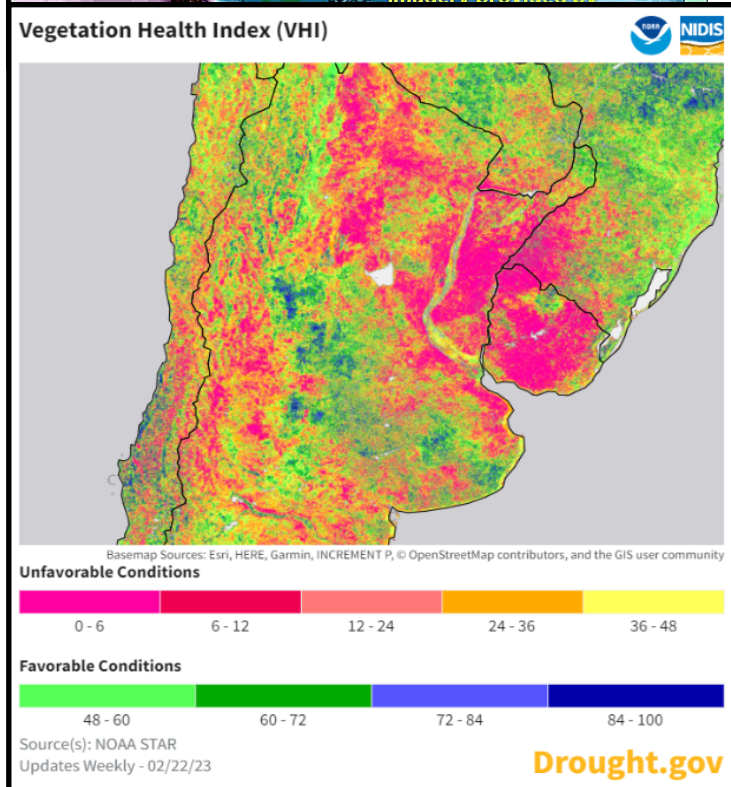 Vegetation Health Index (VHI)
NOAA
NIDIS
C
Basemap Sources: Esri, HERE, Garmin, INCREMENT P, © OpenStreetMap contributors, and the GIS user community
Unfavorable Conditions
0 - 6 6 - 12 12 - 24 24 - 36 36 - 48
Favorable Conditions
48 - 60 60 - 72 72 - 84 84 - 100
Source(s): NOAA STAR
Updates Weekly - 02/22/23
Drought.gov